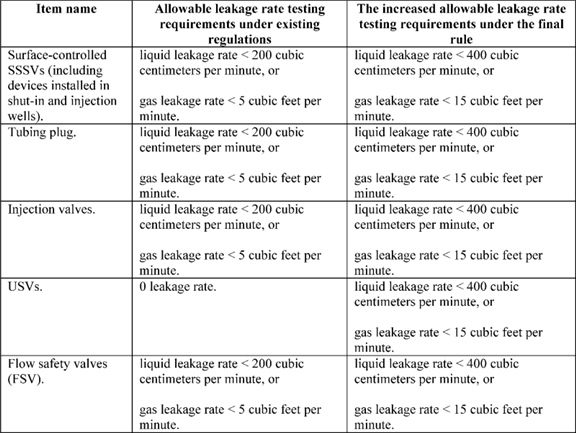 Item name
Allowable leakage rate testing
requirements under existing
regulations
The increased allowable leakage rate
testing requirements under the final
rule
Surface-controlled
SSSVs (including
devices installed in
shut-in and injection
wells).
liquid leakage rate < 200 cubic
centimeters per minute, or
gas leakage rate < 5 cubic feet per
minute.
liquid leakage rate < 400 cubic
centimeters per minute, or
gas leakage rate < 15 cubic feet per
minute.
Tubing plug.
liquid leakage rate < 200 cubic
centimeters per minute, or
gas leakage rate < 5 cubic feet per
minute.
liquid leakage rate < 400 cubic
centimeters per minute, or
gas leakage rate < 15 cubic feet per
minute.
Injection valves.
liquid leakage rate < 200 cubic
centimeters per minute, or
gas leakage rate < 5 cubic feet per
minute.
liquid leakage rate < 400 cubic
centimeters per minute, or
gas leakage rate < 15 cubic feet per
minute.
USVs.
0 leakage rate.
liquid leakage rate < 400 cubic
centimeters per minute, or
gas leakage rate < 15 cubic feet per
minute.
Flow safety valves
(FSV).
liquid leakage rate < 200 cubic
centimeters per minute, or
gas leakage rate < 5 cubic feet per
minute.
liquid leakage rate < 400 cubic
centimeters per minute, or
gas leakage rate < 15 cubic feet per
minute.